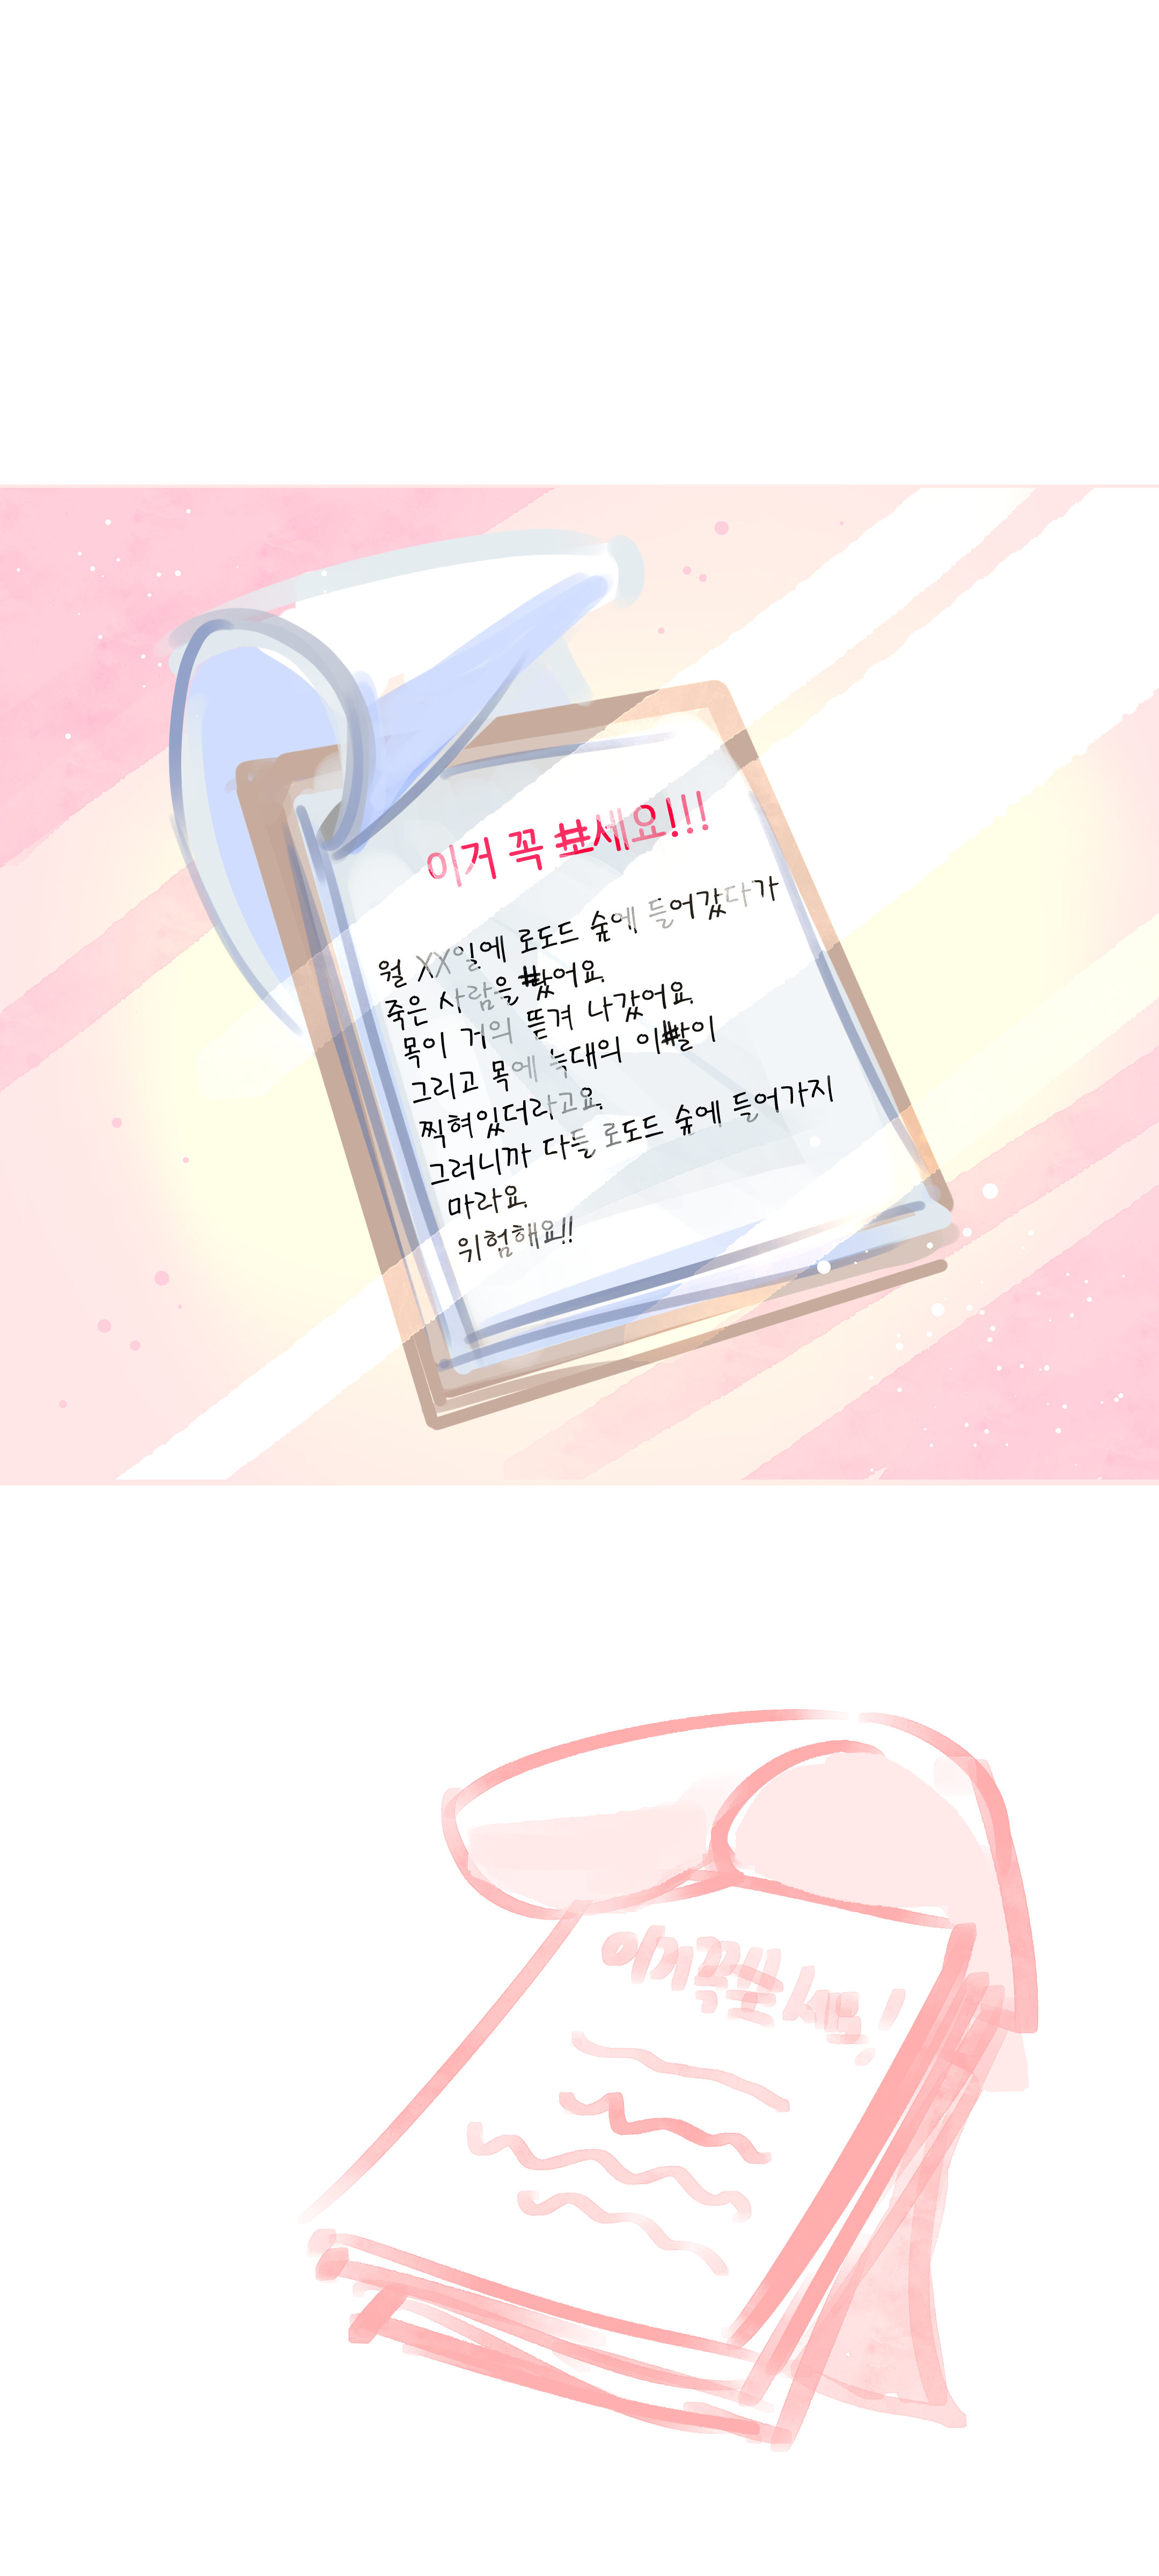 이거 꼭 보세요!!!
월 XX일에 로도드 숲에 들어갔다가
죽은 사람을 봤어요.
목이 거의 뜯겨 나갔어요.
그리고 목에 늑대의 이빨이
찍혀있더라고요.
그러니까 다들 로도드 숲에 들어가지
마라요.
위험해요!!
이거 꼭 보세요!